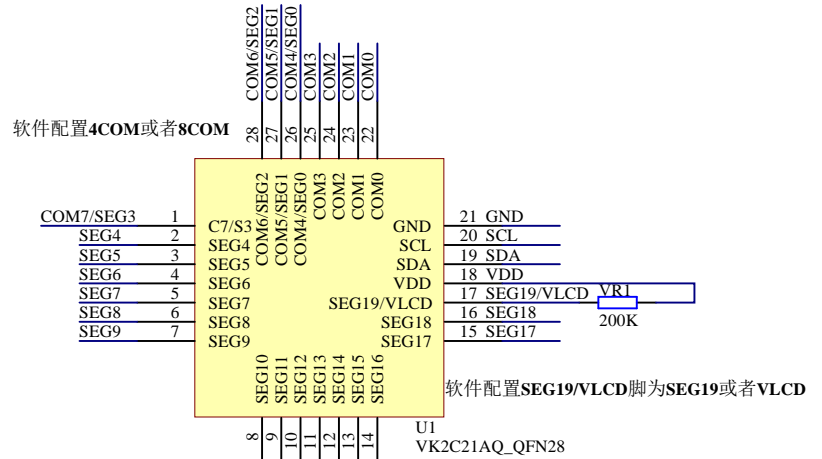 COM6/SEG2
COM5/SEG1
COM4/SEG0
COM3
COM2
COM1
COM0
28
27
26
25
24
23
22
软件配置4COM或者8COM
COM6/SEG2
COM5/SEG1
COM4/SEG0
COM3
COM2
COM1
COM0
COM7/SEG3 1 C7/S3
SEG4 2 SEG4
SEG5 3 SEG5
SEG6 4 SEG6
SEG7 5 SEG7
SEG8 6 SEG8
SEG9 7 SEG9
GND 21 GND
SCL 20 SCL
SDA 19 SDA
VDD 18 VDD
SEG19/VLCD 17 SEG19/VLCD VR1
200K
SEG18 16 SEG18
SEG17 15 SEG17
SEG10
SEG11
SEG12
SEG13
SEG14
SEG15
SEG16
软件配置SEG19/VLCD脚为SEG19或者VLCD
8
9
10
11
12
13
14
U1
VK2C21AQ_QFN28